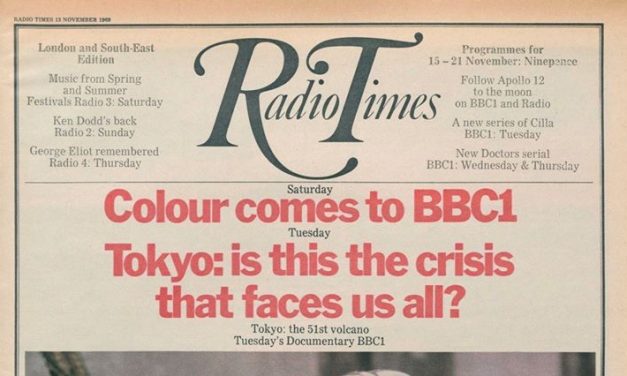 RADIO TIMES 13 NOVEMBER 1969
London and South-East
Edition
Music from Spring
and Summer
Festivals Radio 3: Saturday
Ken Dodd's back
Radio 2: Sunday
George Eliot remembered
Radio 4: Thursday
Radio Times
Programmes for
15 – 21 November: Ninepence
Follow Apollo 12
to the moon
on BBC1 and Radio
A new series of Cilla
BBC1: Tuesday
New Doctors serial
BBC1: Wednesday & Thursday
Saturday
Colour comes to BBC1
Tuesday
Tokyo: is this the crisis
that faces us all?
Tokyo: the 51st volcano
Tuesday's Documentary BBC1